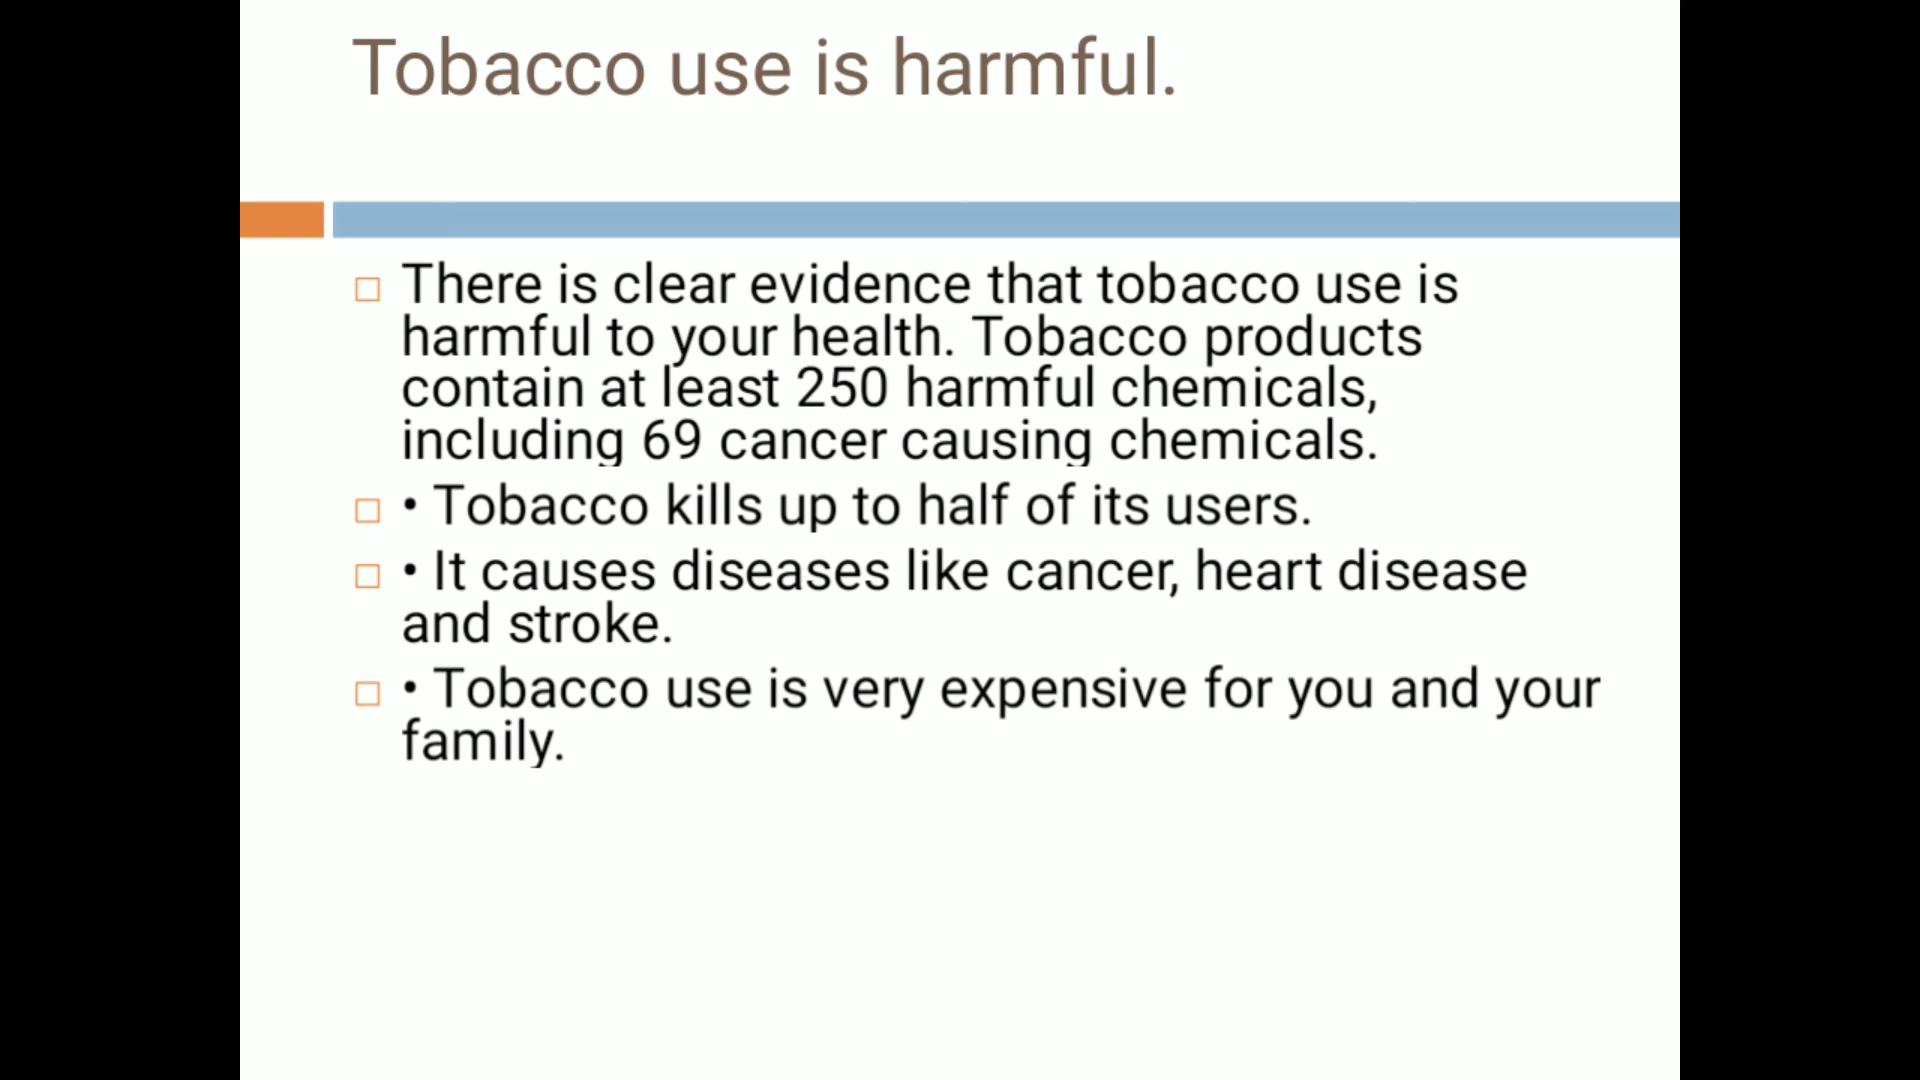 Tobacco use is harmful.
There is clear evidence that tobacco use is
harmful to your health. Tobacco products
contain at least 250 harmful chemicals,
including 69 cancer causing chemicals.
• Tobacco kills up to half of its users.
• It causes diseases like cancer, heart disease
and stroke.
• Tobacco use is very expensive for you and your
family.